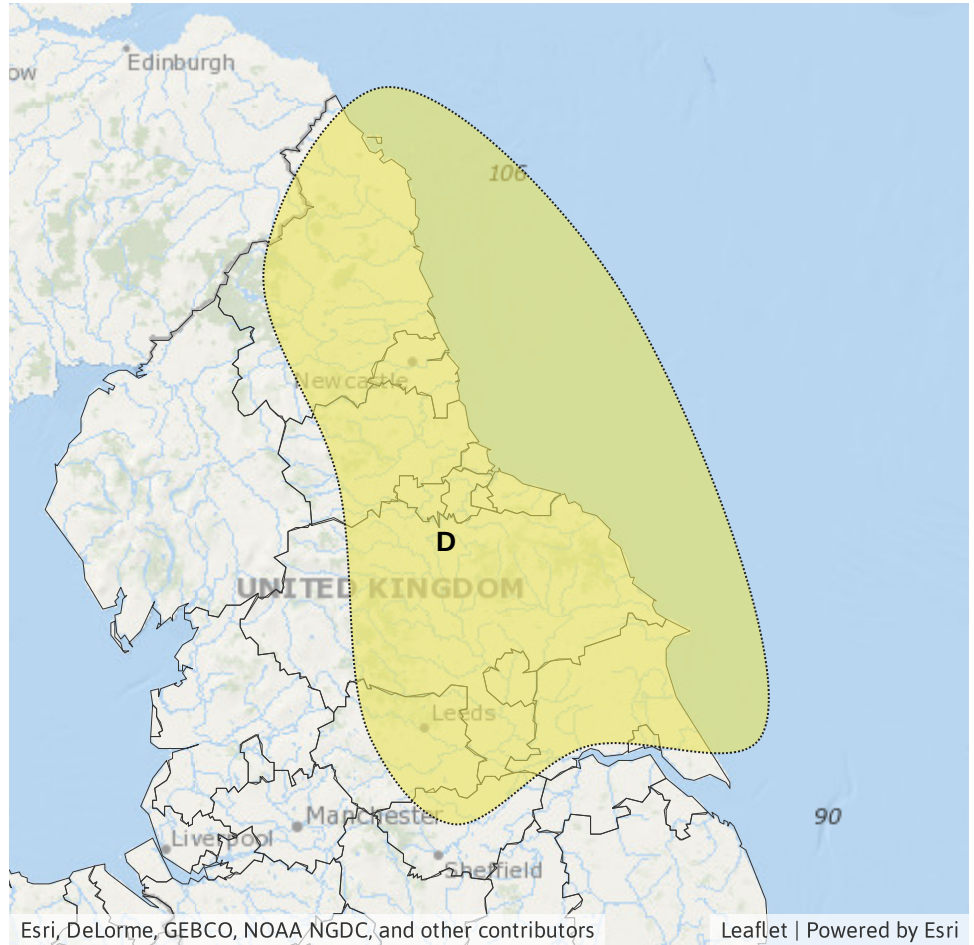 Edinburgh
ow
106
Newcastle
D
UNITED KINGDOM
Leeds
Manchester
90
Liverpool
Sheffield
Esri, DeLorme, GEBCO, NOAA NGDC, and other contributors
Leaflet | Powered by Esri